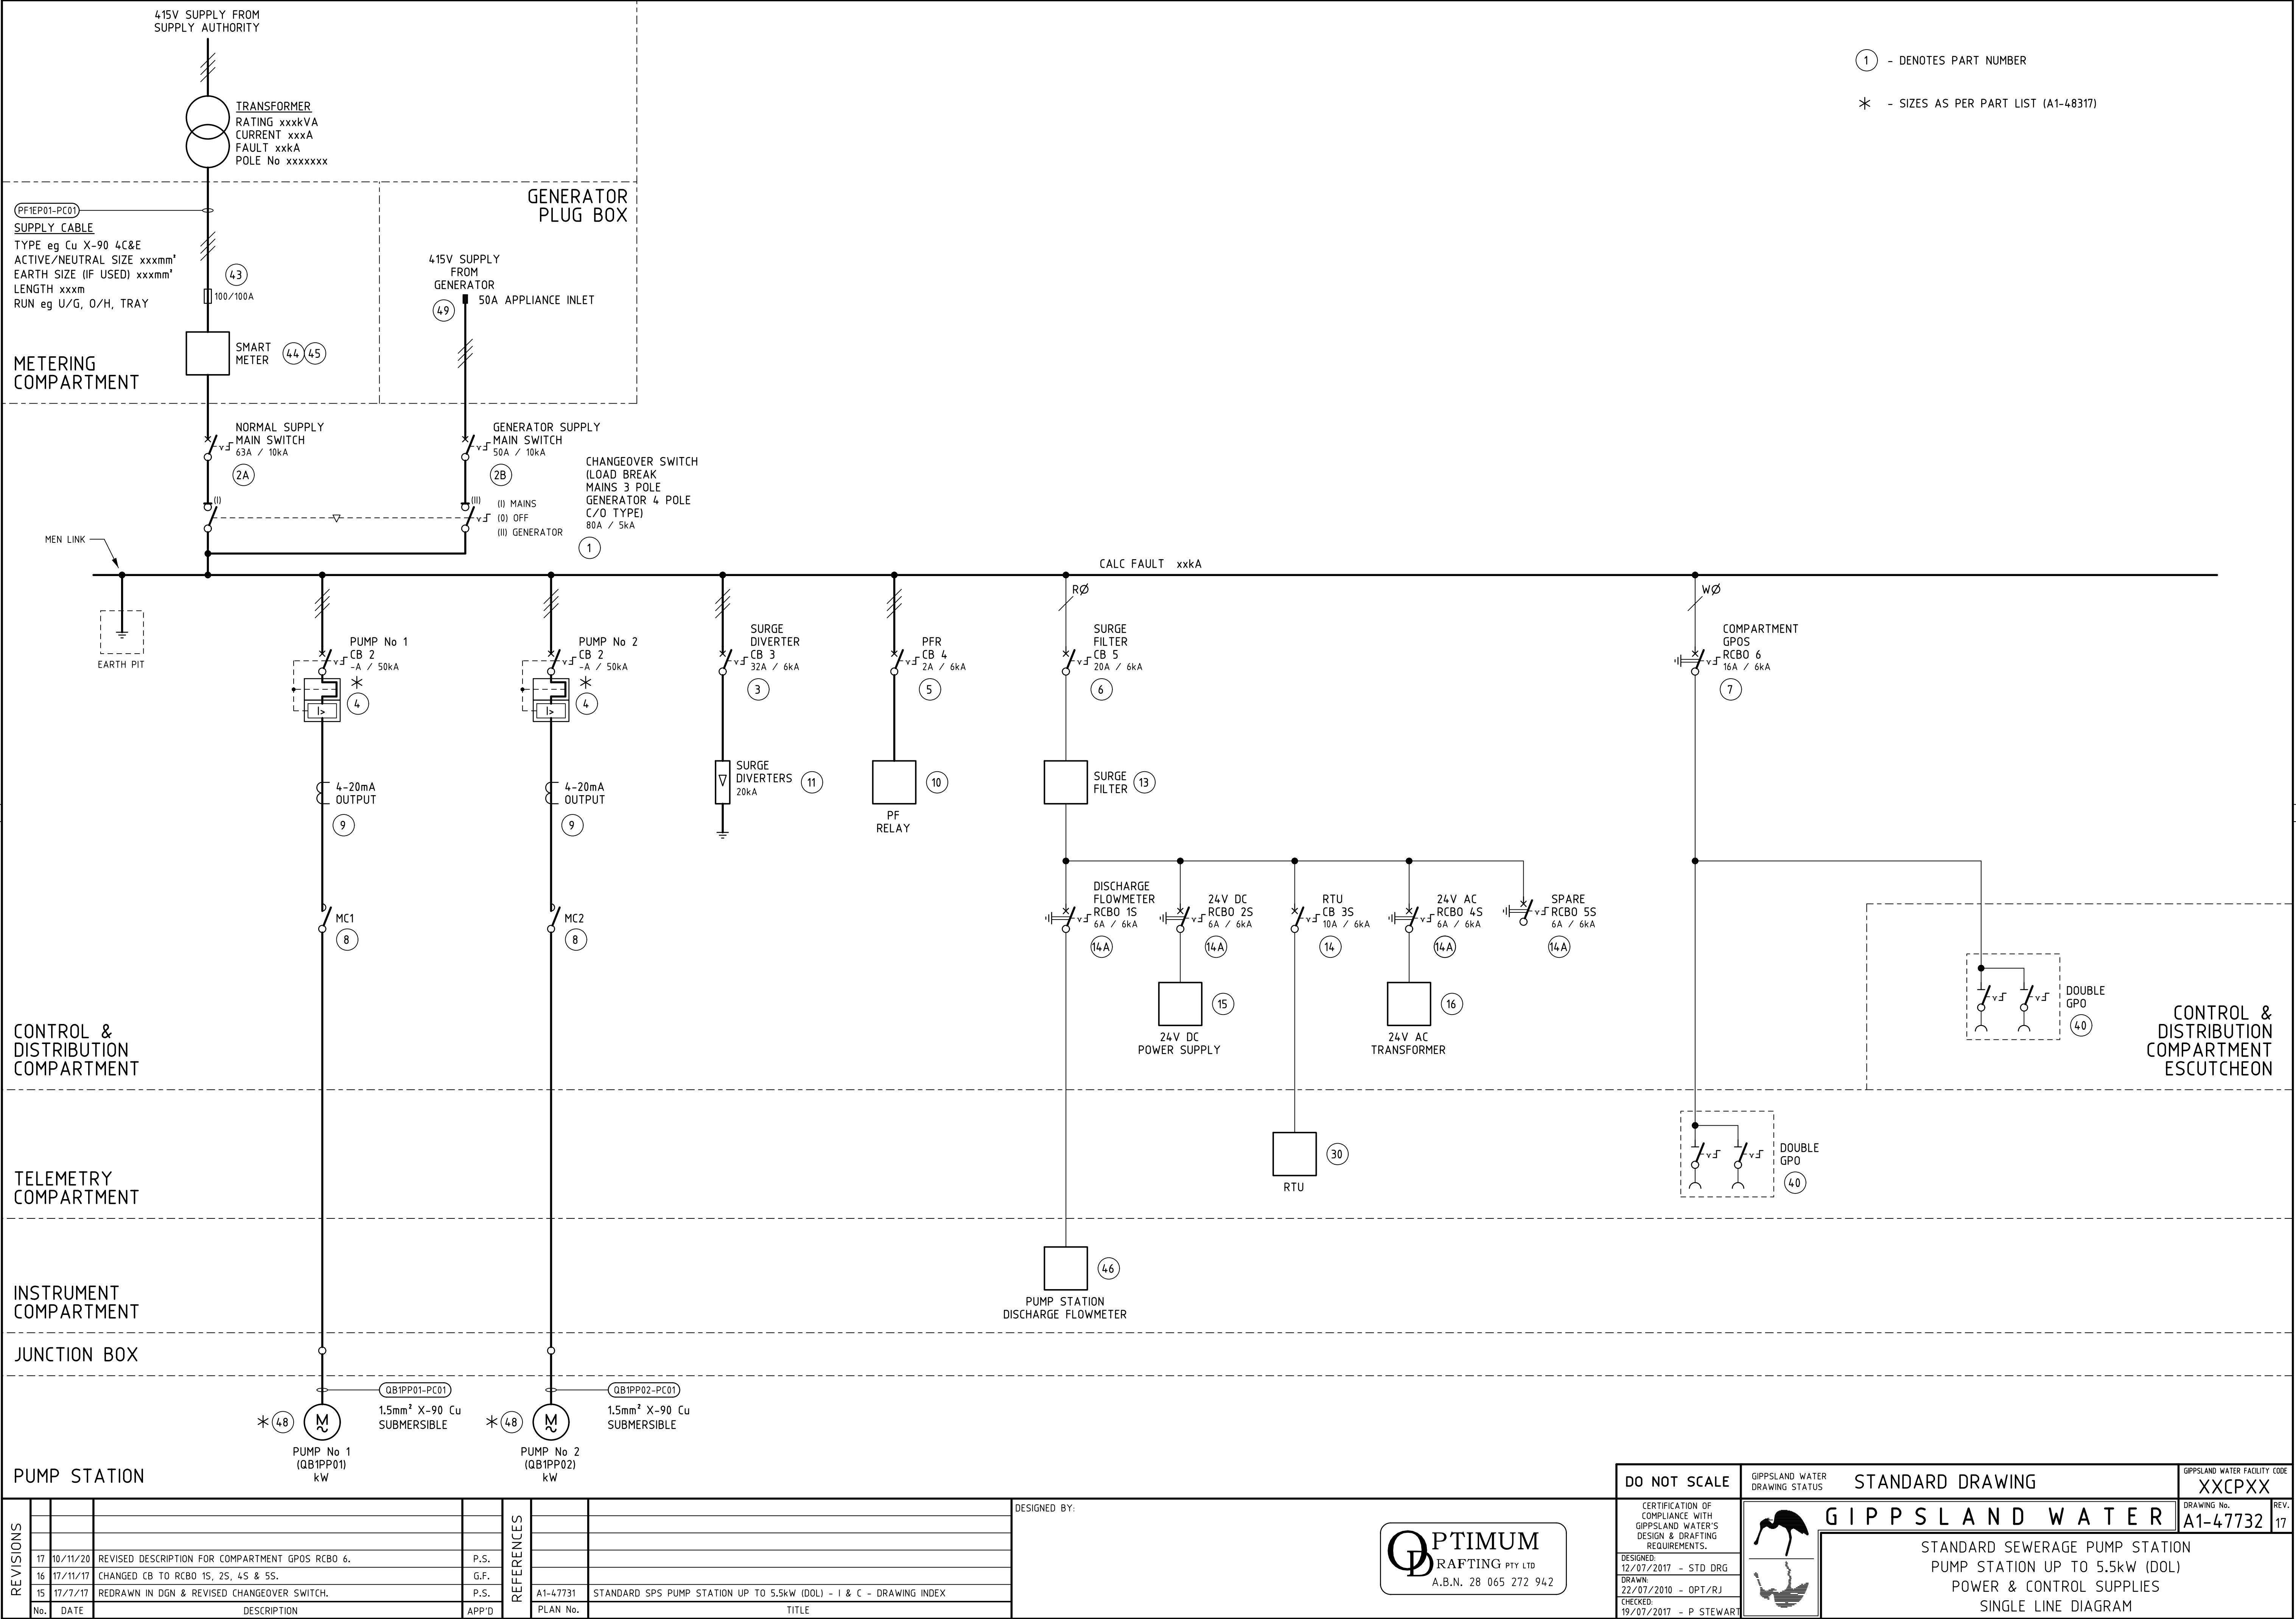 415V SUPPLY FROM
SUPPLY AUTHORITY
TRANSFORMER
RATING xxxkVA
CURRENT xxxA
FAULT xxkA
POLE No xxxxxxx
1 - DENOTES PART NUMBER
* - SIZES AS PER PART LIST (A1-48317)
GENERATOR
PLUG BOX
PF1EP01-PC01
SUPPLY CABLE
TYPE eg Cu X-90 4C&E
ACTIVE/NEUTRAL SIZE xxxmm²
EARTH SIZE (IF USED) xxxmm²
LENGTH xxxm
RUN eg U/G, O/H, TRAY
43
100/100A
SMART
METER
44 45
METERING
COMPARTMENT
415V SUPPLY
FROM
GENERATOR
49
50A APPLIANCE INLET
NORMAL SUPPLY
MAIN SWITCH
63A / 10kA
2A
GENERATOR SUPPLY
MAIN SWITCH
50A / 10kA
2B
CHANGEOVER SWITCH
(LOAD BREAK
MAINS 3 POLE
GENERATOR 4 POLE
C/O TYPE)
80A / 5kA
1
(I)
(II)
(I) MAINS
(0) OFF
(II) GENERATOR
MEN LINK
EARTH PIT
CALC FAULT xxkA
PUMP No 1
CB 2
-A / 50kA
*
4
I>
4-20mA
OUTPUT
9
MC1
8
PUMP No 2
CB 2
-A / 50kA
*
4
I>
4-20mA
OUTPUT
9
MC2
8
SURGE
DIVERTER
CB 3
32A / 6kA
3
SURGE
DIVERTERS
20kA
11
PFR
CB 4
2A / 6kA
5
10
PF
RELAY
RØ
SURGE
FILTER
CB 5
20A / 6kA
6
SURGE
FILTER
13
WØ
COMPARTMENT
GPOS
RCBO 6
16A / 6kA
7
DISCHARGE
FLOWMETER
RCBO 1S
6A / 6kA
14A
24V DC
RCBO 2S
6A / 6kA
14A
RTU
CB 3S
10A / 6kA
14
24V AC
RCBO 4S
6A / 6kA
14A
SPARE
RCBO 5S
6A / 6kA
14A
15
24V DC
POWER SUPPLY
16
24V AC
TRANSFORMER
DOUBLE
GPO
40
CONTROL &
DISTRIBUTION
COMPARTMENT
CONTROL &
DISTRIBUTION
COMPARTMENT
ESCUTCHEON
TELEMETRY
COMPARTMENT
30
RTU
DOUBLE
GPO
40
INSTRUMENT
COMPARTMENT
46
PUMP STATION
DISCHARGE FLOWMETER
JUNCTION BOX
QB1PP01-PC01
1.5mm² X-90 Cu
SUBMERSIBLE
* 48
M
~
PUMP No 1
(QB1PP01)
kW
QB1PP02-PC01
1.5mm² X-90 Cu
SUBMERSIBLE
* 48
M
~
PUMP No 2
(QB1PP02)
kW
PUMP STATION
REVISIONS
17 10/11/20 REVISED DESCRIPTION FOR COMPARTMENT GPOS RCBO 6. P.S.
16 17/11/17 CHANGED CB TO RCBO 1S, 2S, 4S & 5S. G.F.
15 17/7/17 REDRAWN IN DGN & REVISED CHANGEOVER SWITCH. P.S.
No. DATE DESCRIPTION APP'D
REFERENCES
A1-47731 STANDARD SPS PUMP STATION UP TO 5.5kW (DOL) - I & C - DRAWING INDEX
PLAN No. TITLE
DESIGNED BY:
OPTIMUM
DRAFTING PTY LTD
A.B.N. 28 065 272 942
DO NOT SCALE
CERTIFICATION OF
COMPLIANCE WITH
GIPPSLAND WATER'S
DESIGN & DRAFTING
REQUIREMENTS.
DESIGNED:
12/07/2017 - STD DRG
DRAWN:
22/07/2010 - OPT/RJ
CHECKED:
19/07/2017 - P STEWART
GIPPSLAND WATER
DRAWING STATUS
STANDARD DRAWING
GIPPSLAND WATER FACILITY CODE
XXCPXX
GIPPSLAND WATER
DRAWING No.
A1-47732
REV.
17
STANDARD SEWERAGE PUMP STATION
PUMP STATION UP TO 5.5kW (DOL)
POWER & CONTROL SUPPLIES
SINGLE LINE DIAGRAM